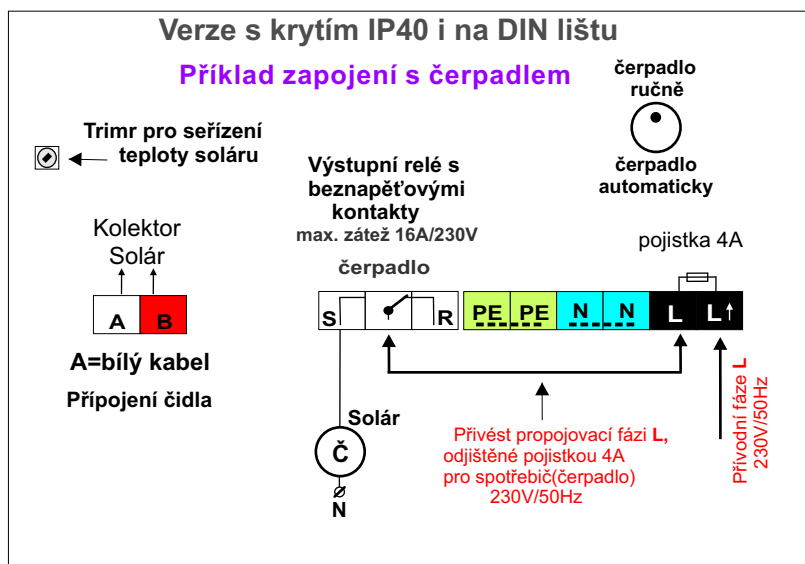 Verze s krytím IP40 i na DIN lištu
Příklad zapojení s čerpadlem
čerpadlo
ručně
čerpadlo
automaticky
Trimr pro seřízení
teploty soláru
Výstupní relé s
beznapěťovými
kontakty
max. zátež 16A/230V
čerpadlo
Kolektor
Solár
pojistka 4A
A B
S R PE PE N N L L
A=bílý kabel
Přípojení čidla
Solár
Č
N
Přivést propojovací fázi L,
odjištěné pojistkou 4A
pro spotřebič(čerpadlo)
230V/50Hz
Přívodní fáze L
230V/50Hz